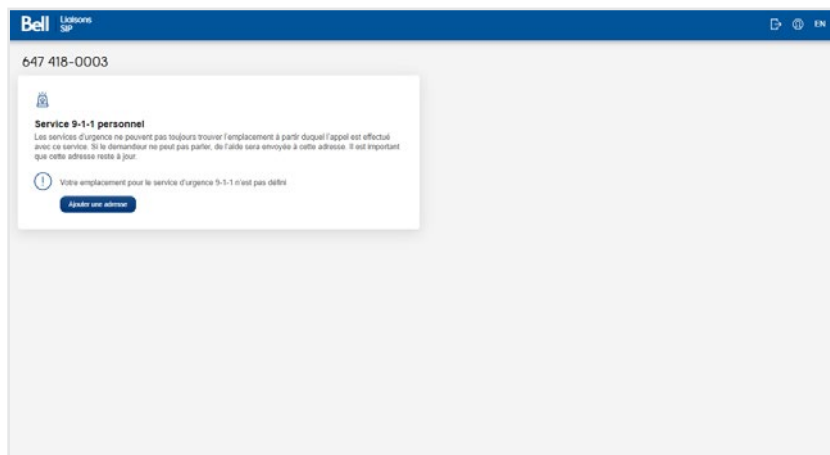 Bell
Liaisons
SIP
EN
647 418-0003
Service 9-1-1 personnel
Les services d'urgence ne peuvent pas toujours trouver l'emplacement à partir duquel l'appel est effectué
avec ce service. Si le demandeur ne peut pas parler, de l'aide sera envoyée à cette adresse. Il est important
que cette adresse reste à jour.
Votre emplacement pour le service d'urgence 9-1-1 n'est pas défini
Ajouter une adresse